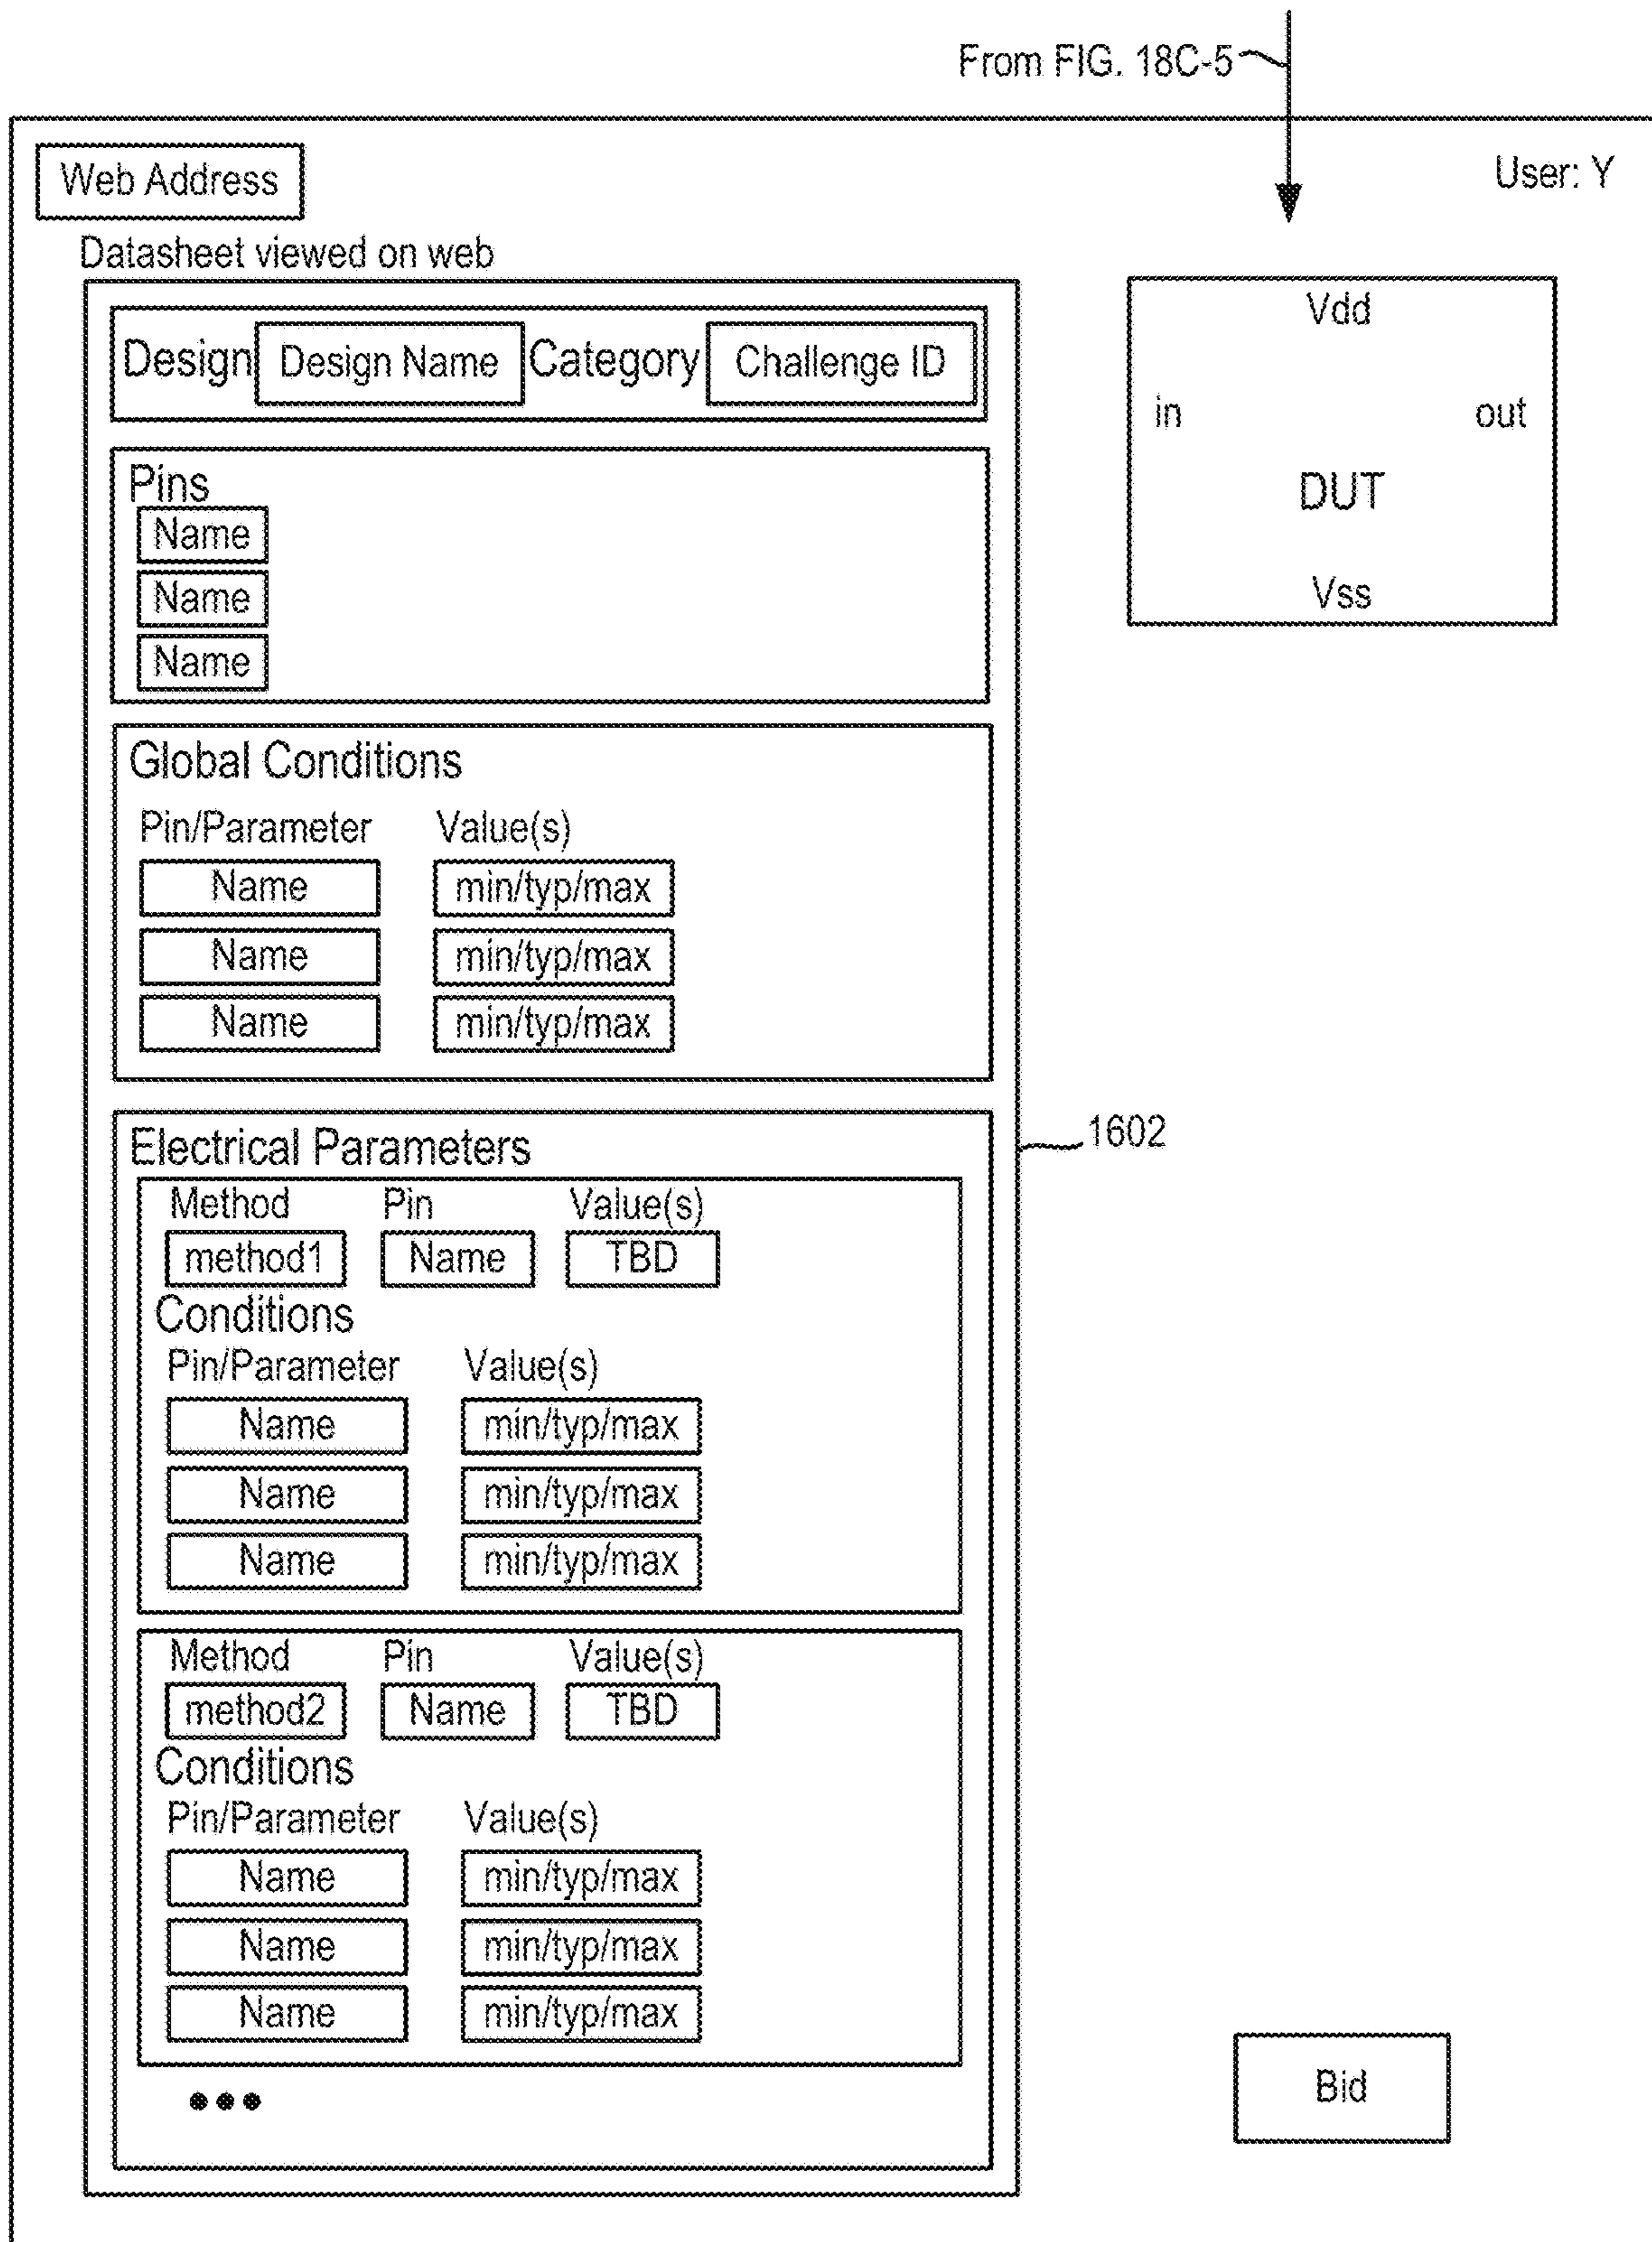 From FIG. 18C-5
Web Address
User: Y
Datasheet viewed on web
Design Design Name Category Challenge ID
Pins
Name
Name
Name
Vdd
in out
DUT
Vss
Global Conditions
Pin/Parameter Value(s)
Name min/typ/max
Name min/typ/max
Name min/typ/max
1602
Electrical Parameters
Method Pin Value(s)
method1 Name TBD
Conditions
Pin/Parameter Value(s)
Name min/typ/max
Name min/typ/max
Name min/typ/max
Method Pin Value(s)
method2 Name TBD
Conditions
Pin/Parameter Value(s)
Name min/typ/max
Name min/typ/max
Name min/typ/max
•••
Bid